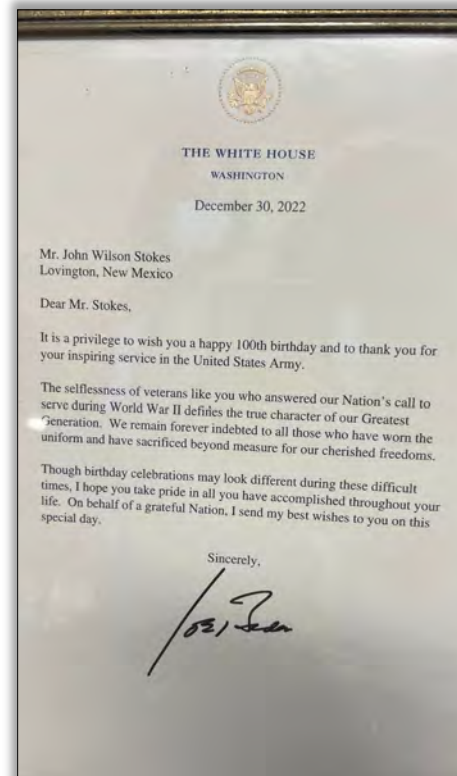 THE WHITE HOUSE
WASHINGTON
December 30, 2022
Mr. John Wilson Stokes
Lovington, New Mexico
Dear Mr. Stokes,
It is a privilege to wish you a happy 100th birthday and to thank you for
your inspiring service in the United States Army.
The selflessness of veterans like you who answered our Nation's call to
serve during World War II defines the true character of our Greatest
Generation. We remain forever indebted to all those who have worn the
uniform and have sacrificed beyond measure for our cherished freedoms.
Though birthday celebrations may look different during these difficult
times, I hope you take pride in all you have accomplished throughout your
life. On behalf of a grateful Nation, I send my best wishes to you on this
special day.
Sincerely,
Joe Biden